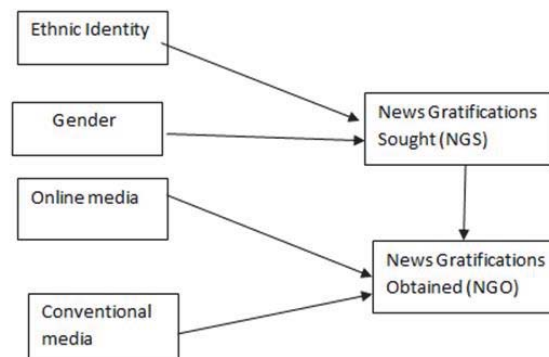 Ethnic Identity
Gender
News Gratifications
Sought (NGS)
Online media
News Gratifications
Obtained (NGO)
Conventional
media